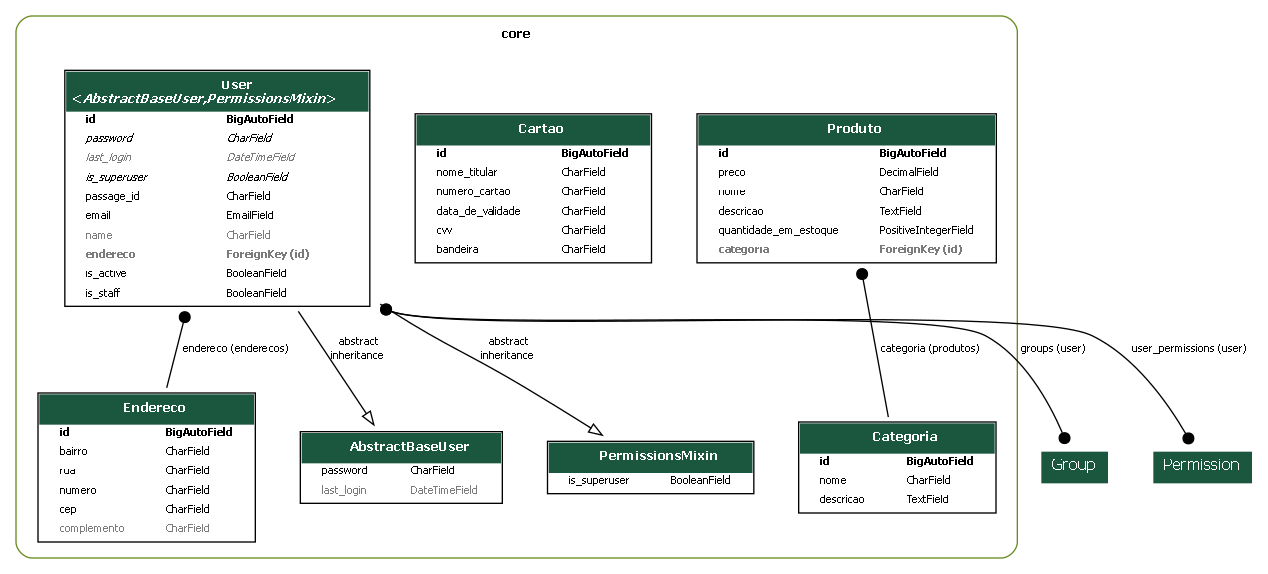 core
User
<AbstractBaseUser,PermissionsMixin>
id BigAutoField
password CharField
last_login DateTimeField
is_superuser BooleanField
passage_id CharField
email EmailField
name CharField
endereco ForeignKey (id)
is_active BooleanField
is_staff BooleanField
Cartao
id BigAutoField
nome_titular CharField
numero_cartao CharField
data_de_validade CharField
cvv CharField
bandeira CharField
Produto
id BigAutoField
preco DecimalField
nome CharField
descricao TextField
quantidade_em_estoque PositiveIntegerField
categoria ForeignKey (id)
endereco (enderecos)
abstract
inheritance
abstract
inheritance
categoria (produtos)
groups (user)
user_permissions (user)
Endereco
id BigAutoField
bairro CharField
rua CharField
numero CharField
cep CharField
complemento CharField
AbstractBaseUser
password CharField
last_login DateTimeField
PermissionsMixin
is_superuser BooleanField
Categoria
id BigAutoField
nome CharField
descricao TextField
Group
Permission